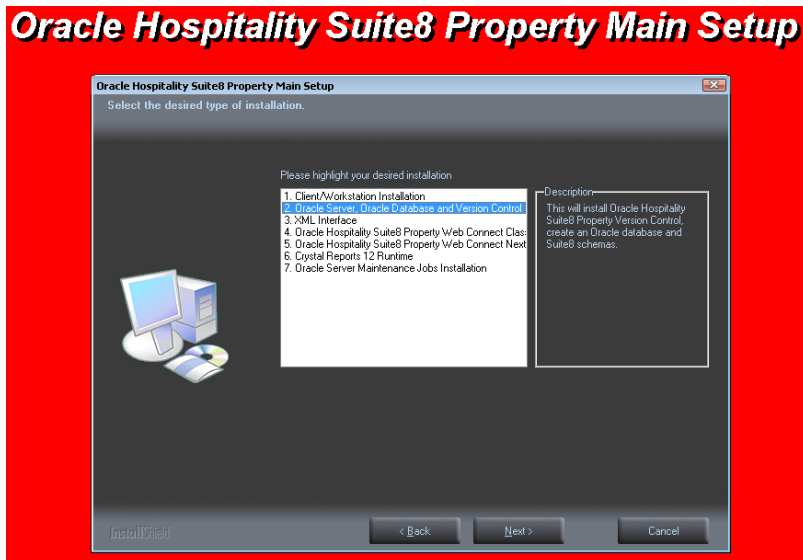 Oracle Hospitality Suite8 Property Main Setup
Oracle Hospitality Suite8 Property Main Setup
Select the desired type of installation.
Please highlight your desired installation
1. Client/Workstation Installation
2. Oracle Server, Oracle Database and Version Control
3. XML Interface
4. Oracle Hospitality Suite8 Property Web Connect Clas
5. Oracle Hospitality Suite8 Property Web Connect Next
6. Crystal Reports 12 Runtime
7. Oracle Server Maintenance Jobs Installation
Description
This will install Oracle Hospitality
Suite8 Property Version Control,
create an Oracle database and
Suite8 schemas.
InstallShield
< Back
Next >
Cancel